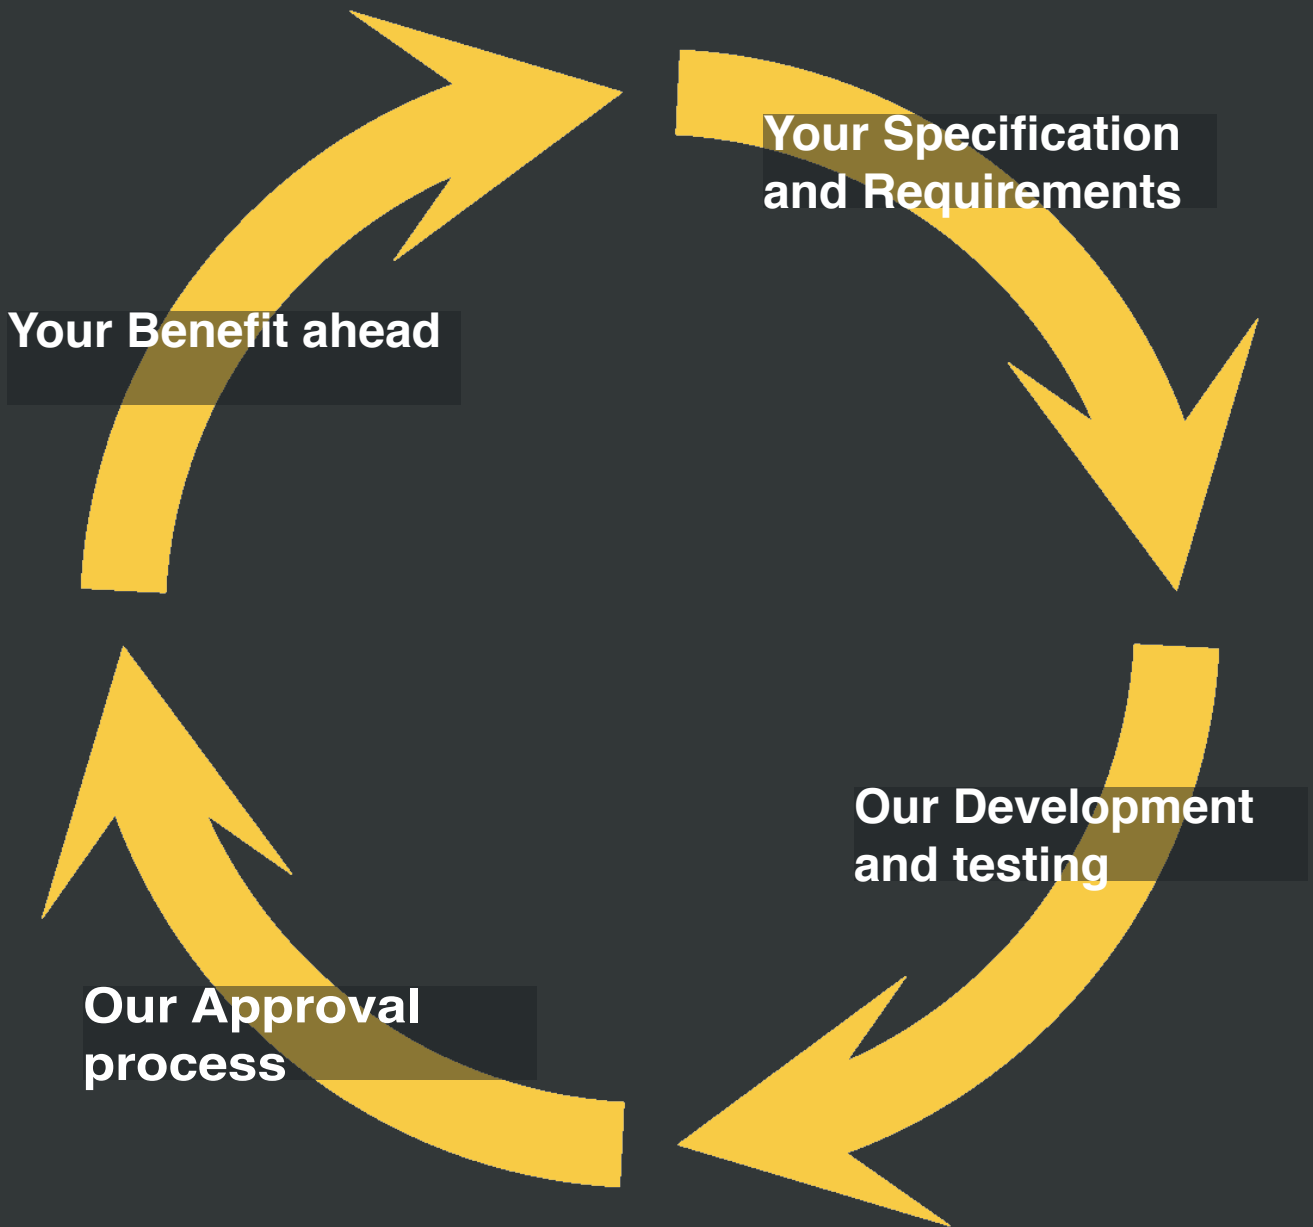 Your Specification
and Requirements
Your Benefit ahead
Our Development
and testing
Our Approval
process